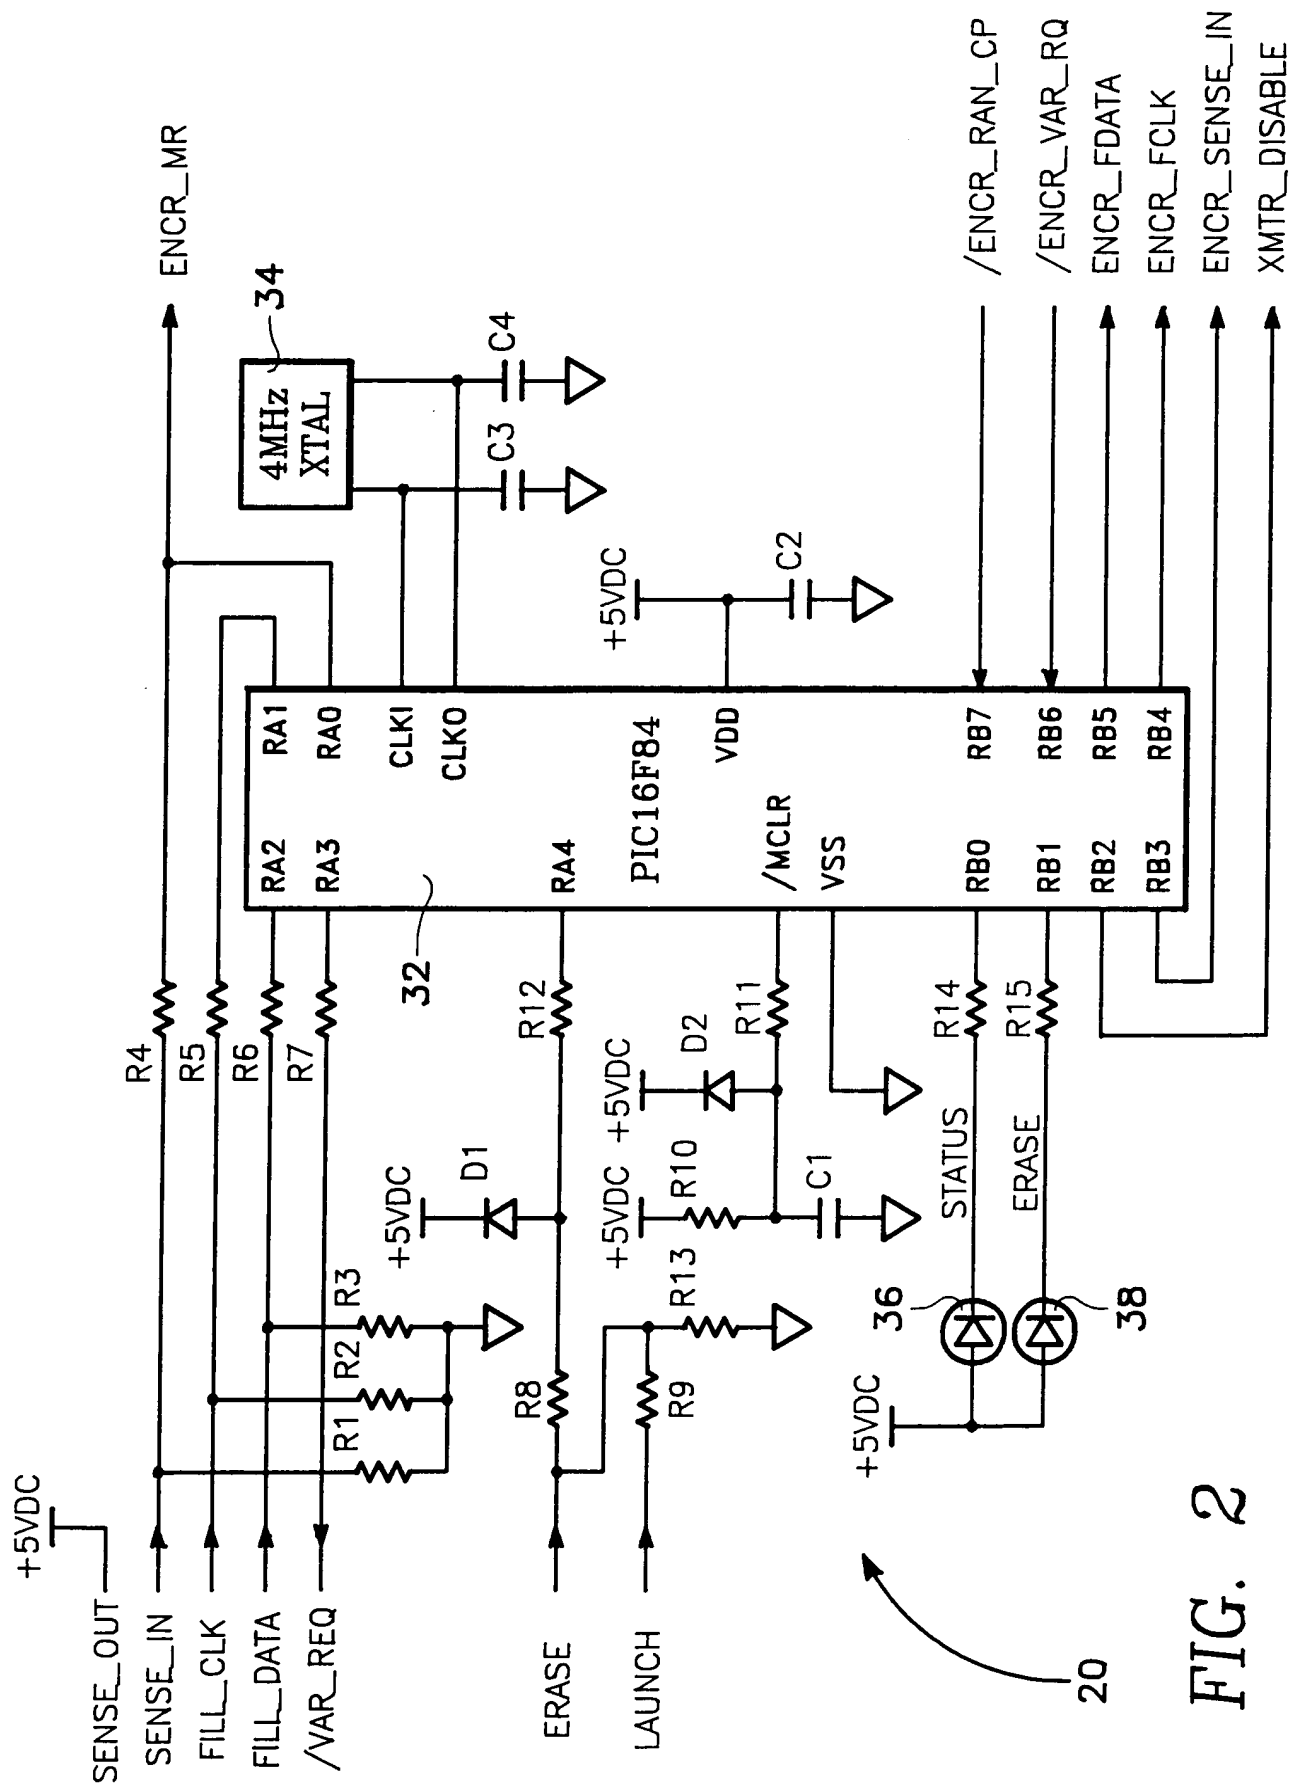 +5VDC
SENSE_OUT
SENSE_IN
FILL_CLK
FILL_DATA
/VAR_REQ
ERASE
LAUNCH
R1
R2
R3
R4
R5
R6
R7
+5VDC
D1
R8
R12
R9
R13
+5VDC
R10
+5VDC
D2
R11
C1
+5VDC
36
38
STATUS
ERASE
R14
R15
32
RA2
RA3
RA4
/MCLR
VSS
RB0
RB1
RB2
RB3
PIC16F84
RA1
RA0
CLKI
CLKO
VDD
RB7
RB6
RB5
RB4
+5VDC
C2
4MHz
XTAL
34
C3
C4
ENCR_MR
/ENCR_RAN_CP
/ENCR_VAR_RQ
ENCR_FDATA
ENCR_FCLK
ENCR_SENSE_IN
XMTR_DISABLE
20
FIG. 2